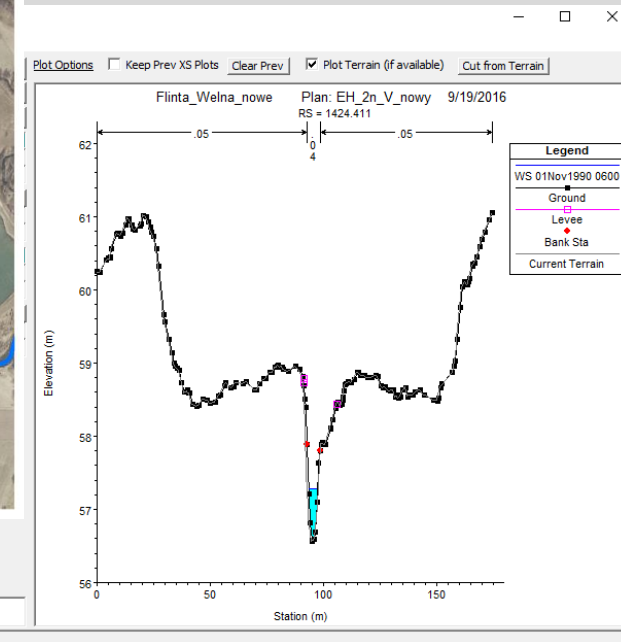 Plot Options Keep Prev XS Plots Clear Prev Plot Terrain (if available) Cut from Terrain
Flinta_Welna_nowe Plan: EH_2n_V_nowy 9/19/2016
RS = 1424.411
.05 .04 .05
Legend
WS 01Nov1990 0600
Ground
Levee
Bank Sta
Current Terrain
62
61
60
59
58
57
56
Elevation (m)
0 50 100 150
Station (m)